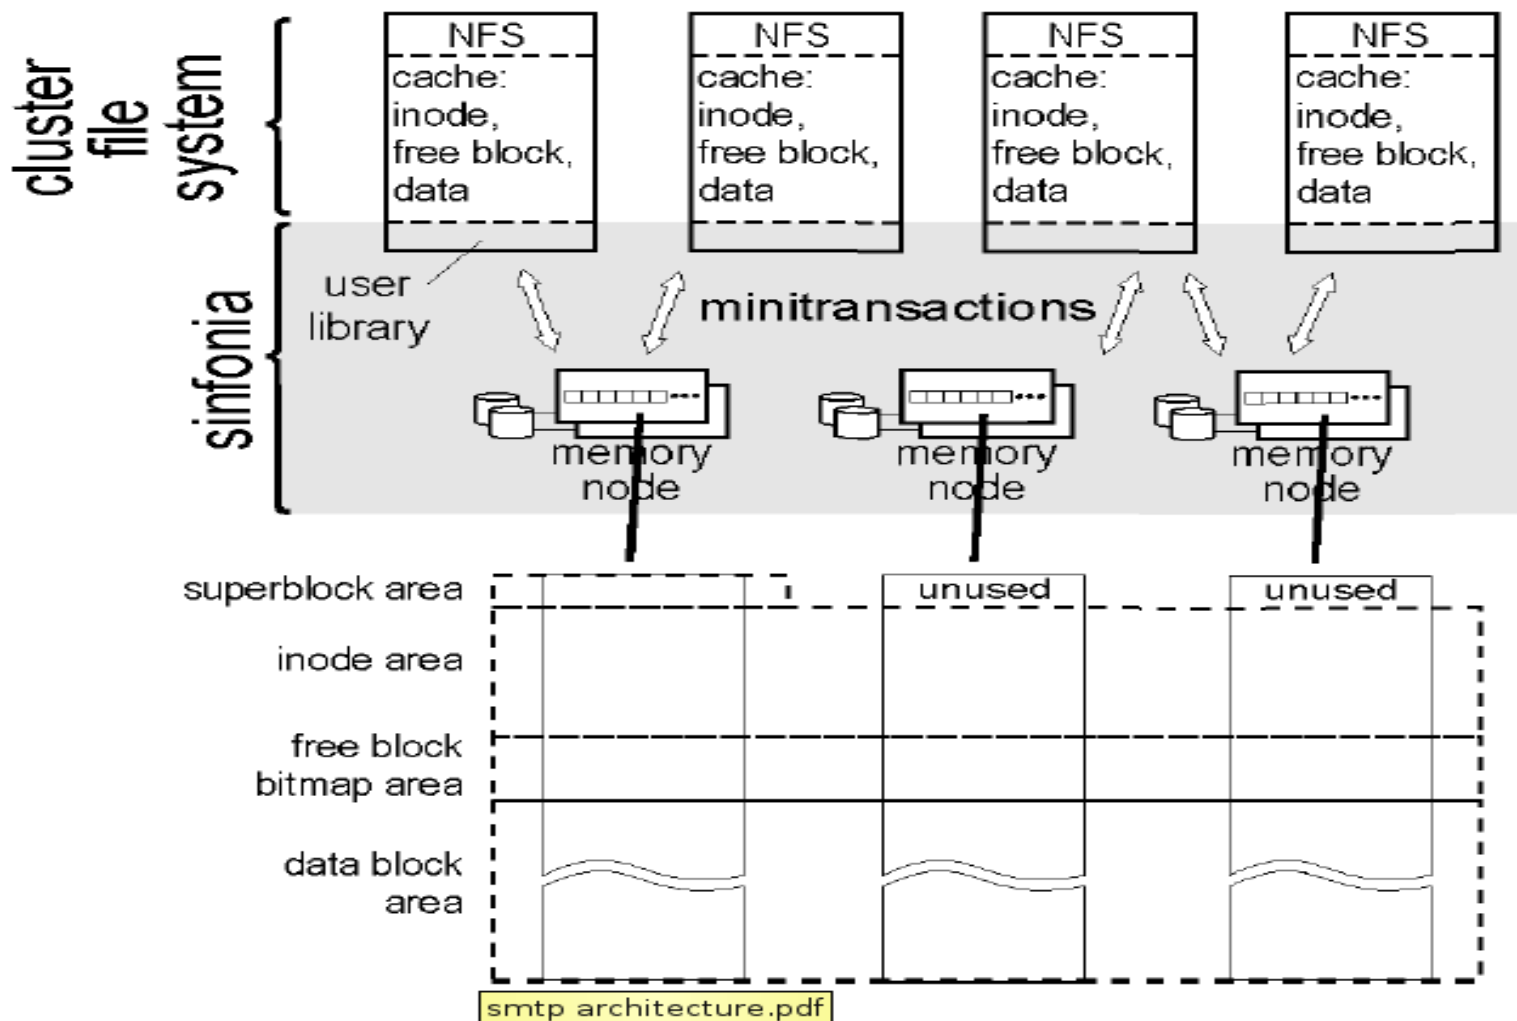 cluster
file
system
NFS
cache:
inode,
free block,
data
NFS
cache:
inode,
free block,
data
NFS
cache:
inode,
free block,
data
NFS
cache:
inode,
free block,
data
sinfonia
user
library
minitransactions
memory
node
memory
node
memory
node
superblock area
unused
unused
inode area
free block
bitmap area
data block
area
smtp architecture.pdf